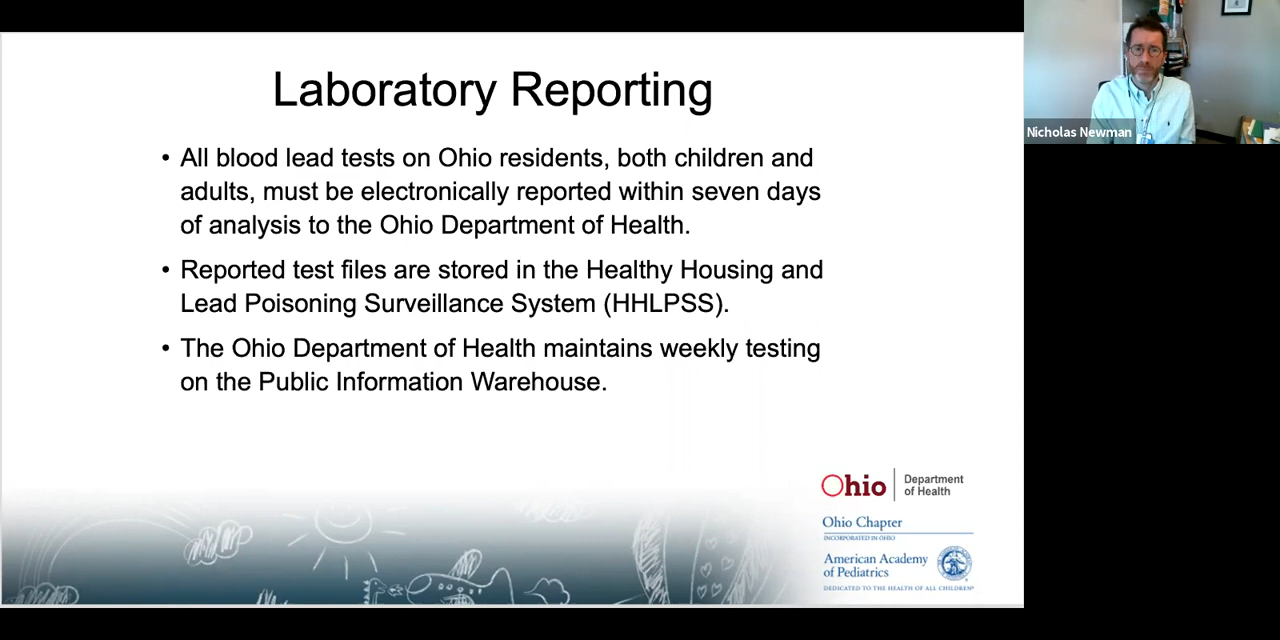 Laboratory Reporting
• All blood lead tests on Ohio residents, both children and
adults, must be electronically reported within seven days
of analysis to the Ohio Department of Health.
• Reported test files are stored in the Healthy Housing and
Lead Poisoning Surveillance System (HHLPSS).
• The Ohio Department of Health maintains weekly testing
on the Public Information Warehouse.
Nicholas Newman
Ohio
Department
of Health
Ohio Chapter
INCORPORATED IN OHIO
American Academy
of Pediatrics
DEDICATED TO THE HEALTH OF ALL CHILDREN®